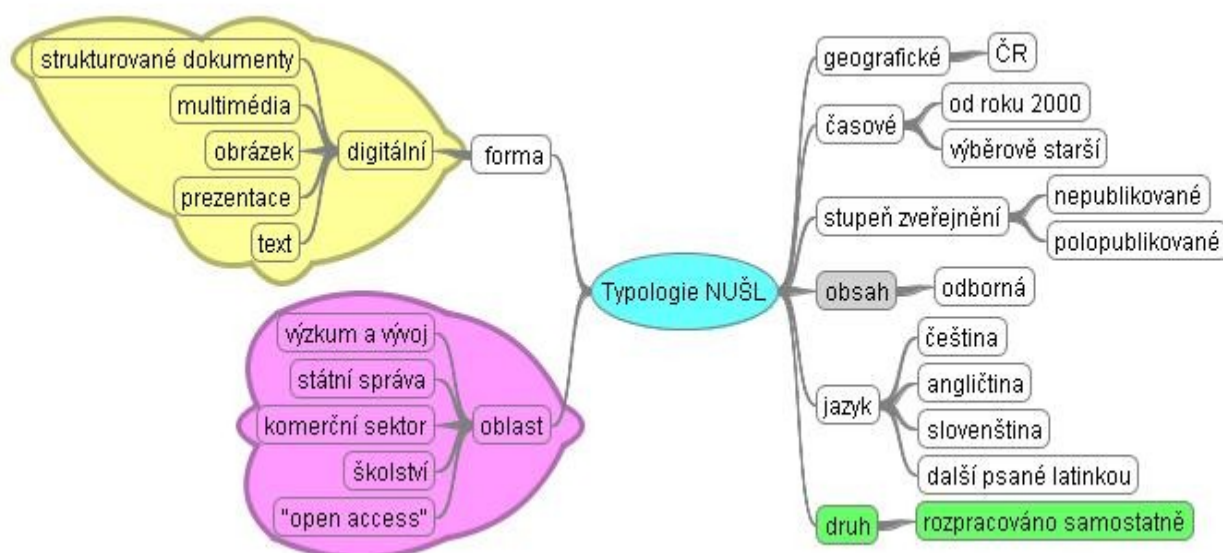 strukturované dokumenty
multimédia
obrázek
prezentace
text
digitální
forma
výzkum a vývoj
státní správa
komerční sektor
školství
"open access"
oblast
Typologie NUŠL
geografické
ČR
časové
od roku 2000
výběrově starší
stupeň zveřejnění
nepublikované
polopublikované
obsah
odborná
jazyk
čeština
angličtina
slovenština
další psané latinkou
druh
rozpracováno samostatně